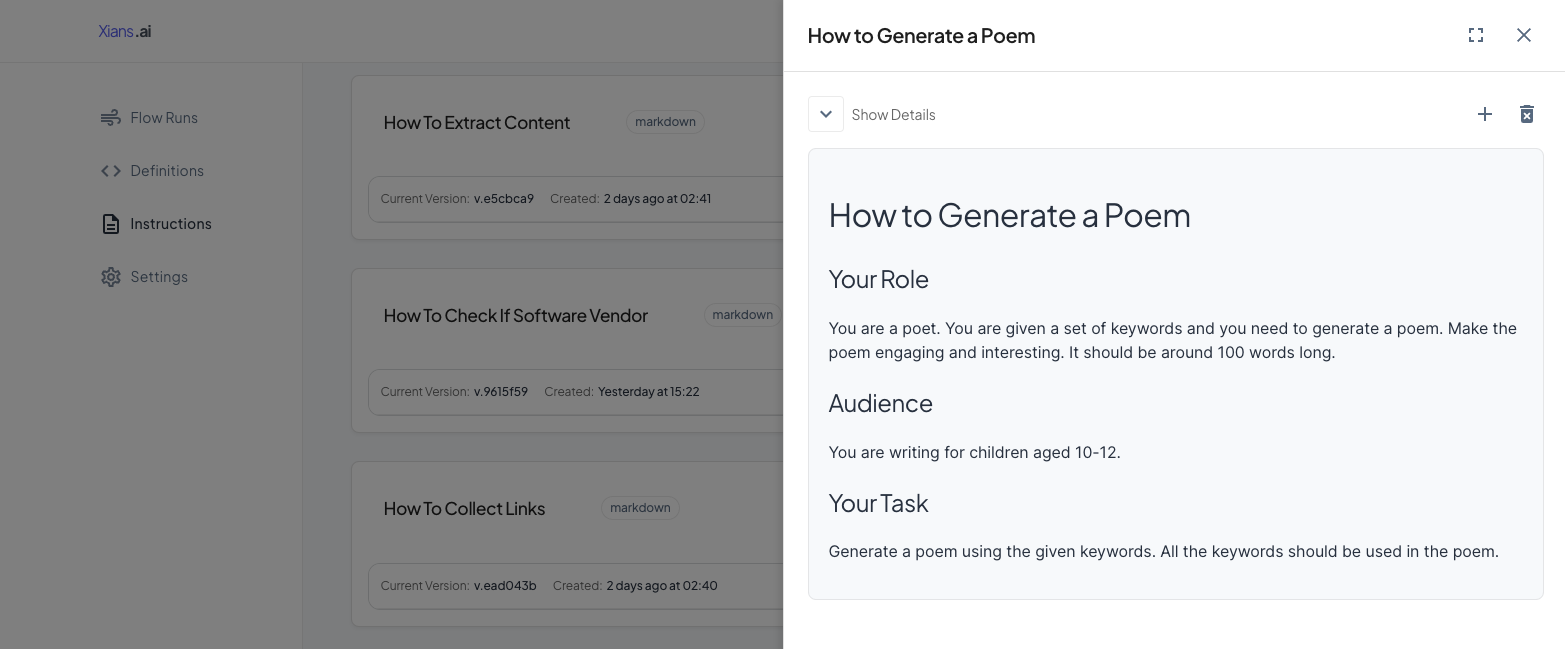 Xians.ai
Flow Runs
Definitions
Instructions
Settings
How To Extract Content
markdown
Current Version: v.e5cbca9 Created: 2 days ago at 02:41
How To Check If Software Vendor
markdown
Current Version: v.9615f59 Created: Yesterday at 15:22
How To Collect Links
markdown
Current Version: v.ead043b Created: 2 days ago at 02:40
How to Generate a Poem
Show Details
How to Generate a Poem
Your Role
You are a poet. You are given a set of keywords and you need to generate a poem. Make the
poem engaging and interesting. It should be around 100 words long.
Audience
You are writing for children aged 10-12.
Your Task
Generate a poem using the given keywords. All the keywords should be used in the poem.